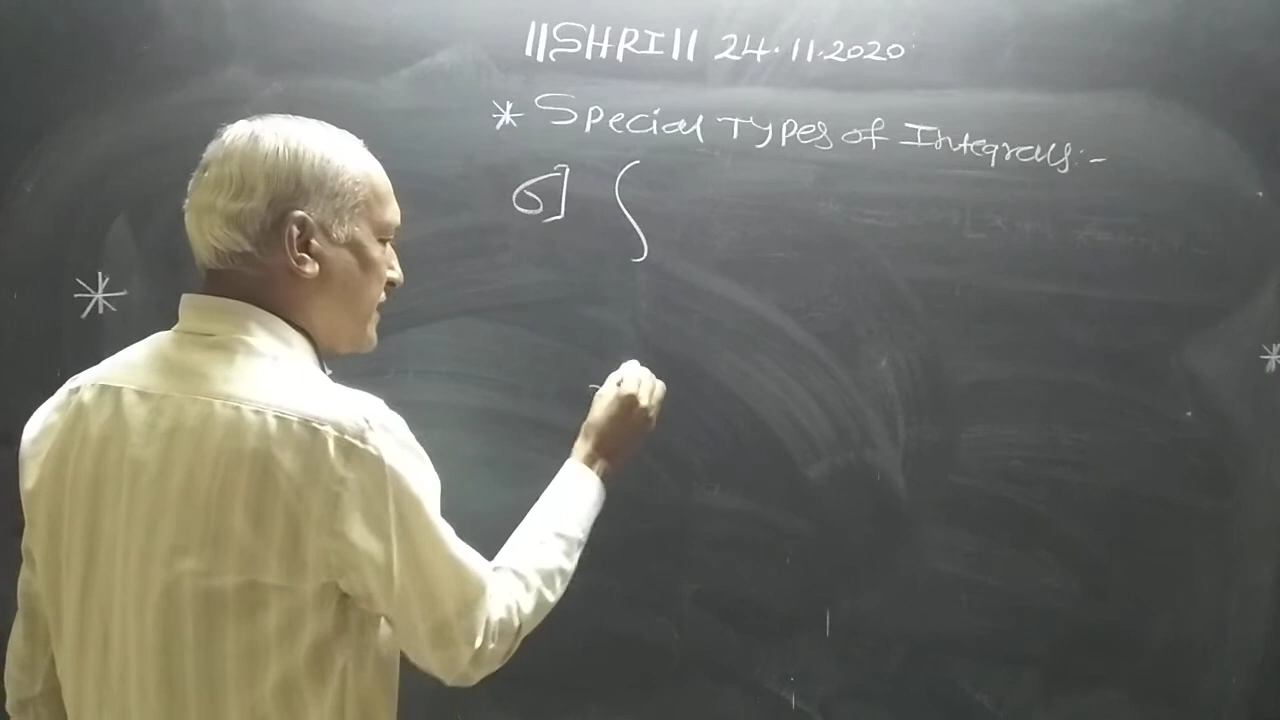 ||SHRI|| 24.11.2020
* Special Types of Integrals:-
6] ∫